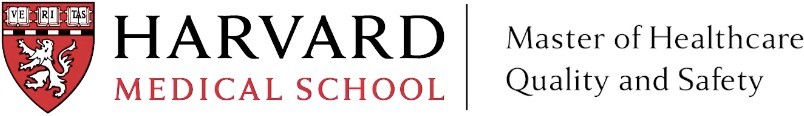 VE RI TAS
HARVARD
MEDICAL SCHOOL
Master of Healthcare
Quality and Safety